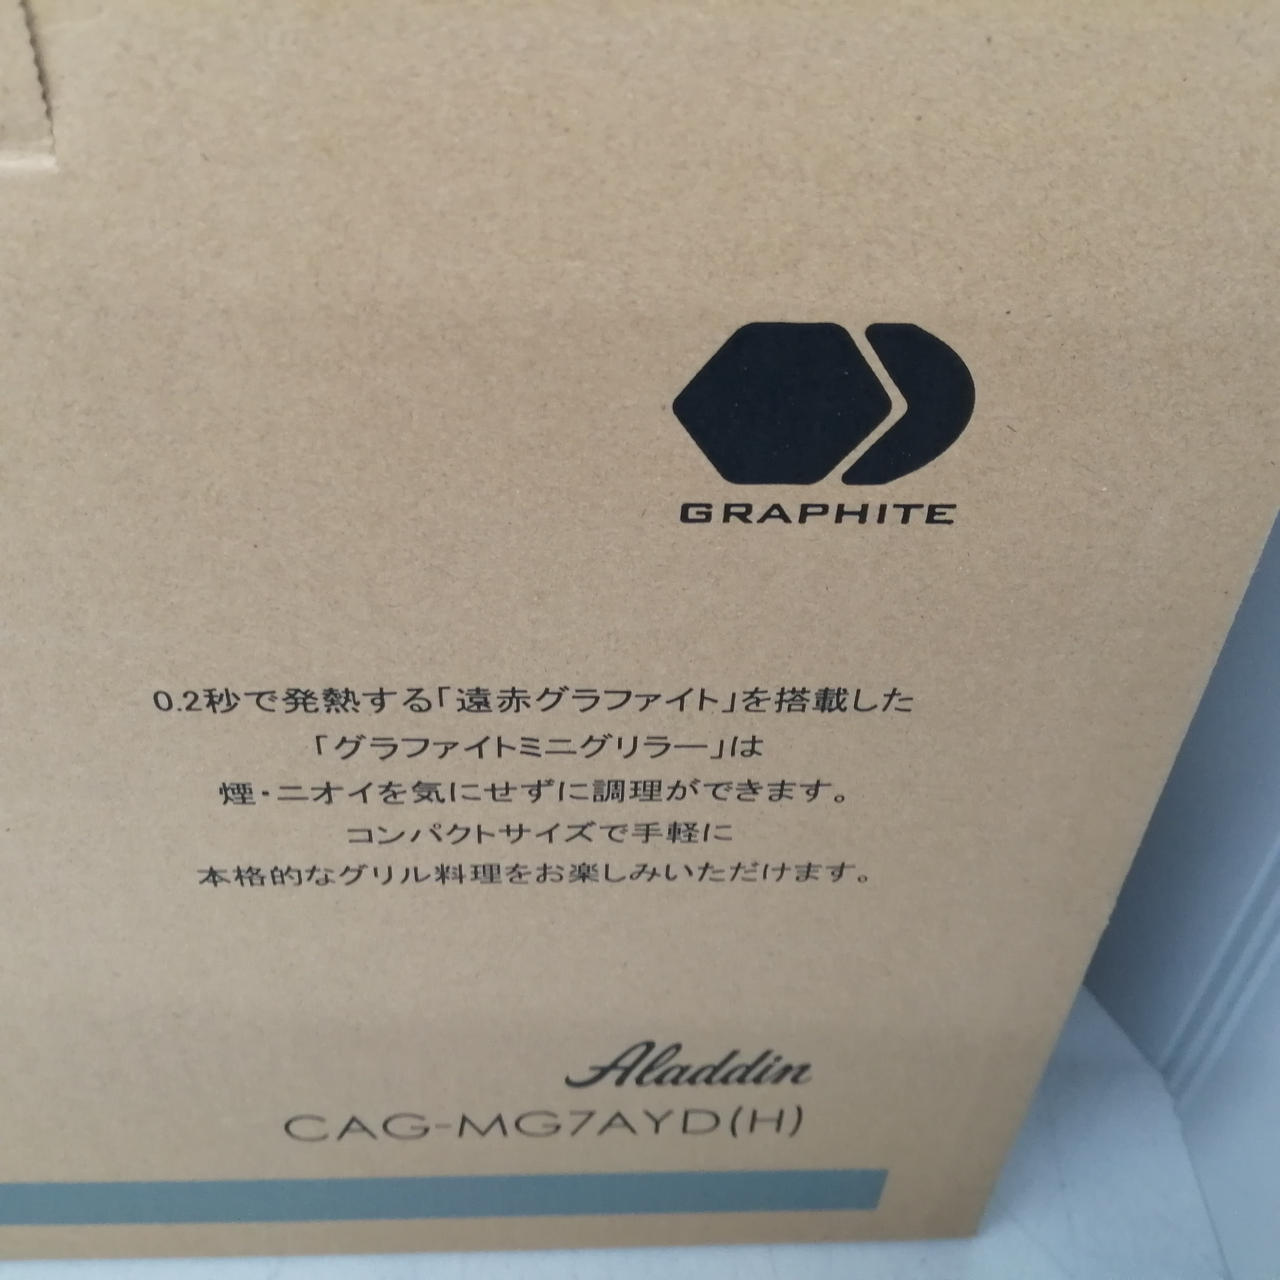 GRAPHITE
0.2秒で発熱する「遠赤グラファイト」を搭載した
「グラファイトミニグリラー」は
煙・ニオイを気にせずに調理ができます。
コンパクトサイズで手軽に
本格的なグリル料理をお楽しみいただけます。
Aladdin
CAG-MG7AYD(H)